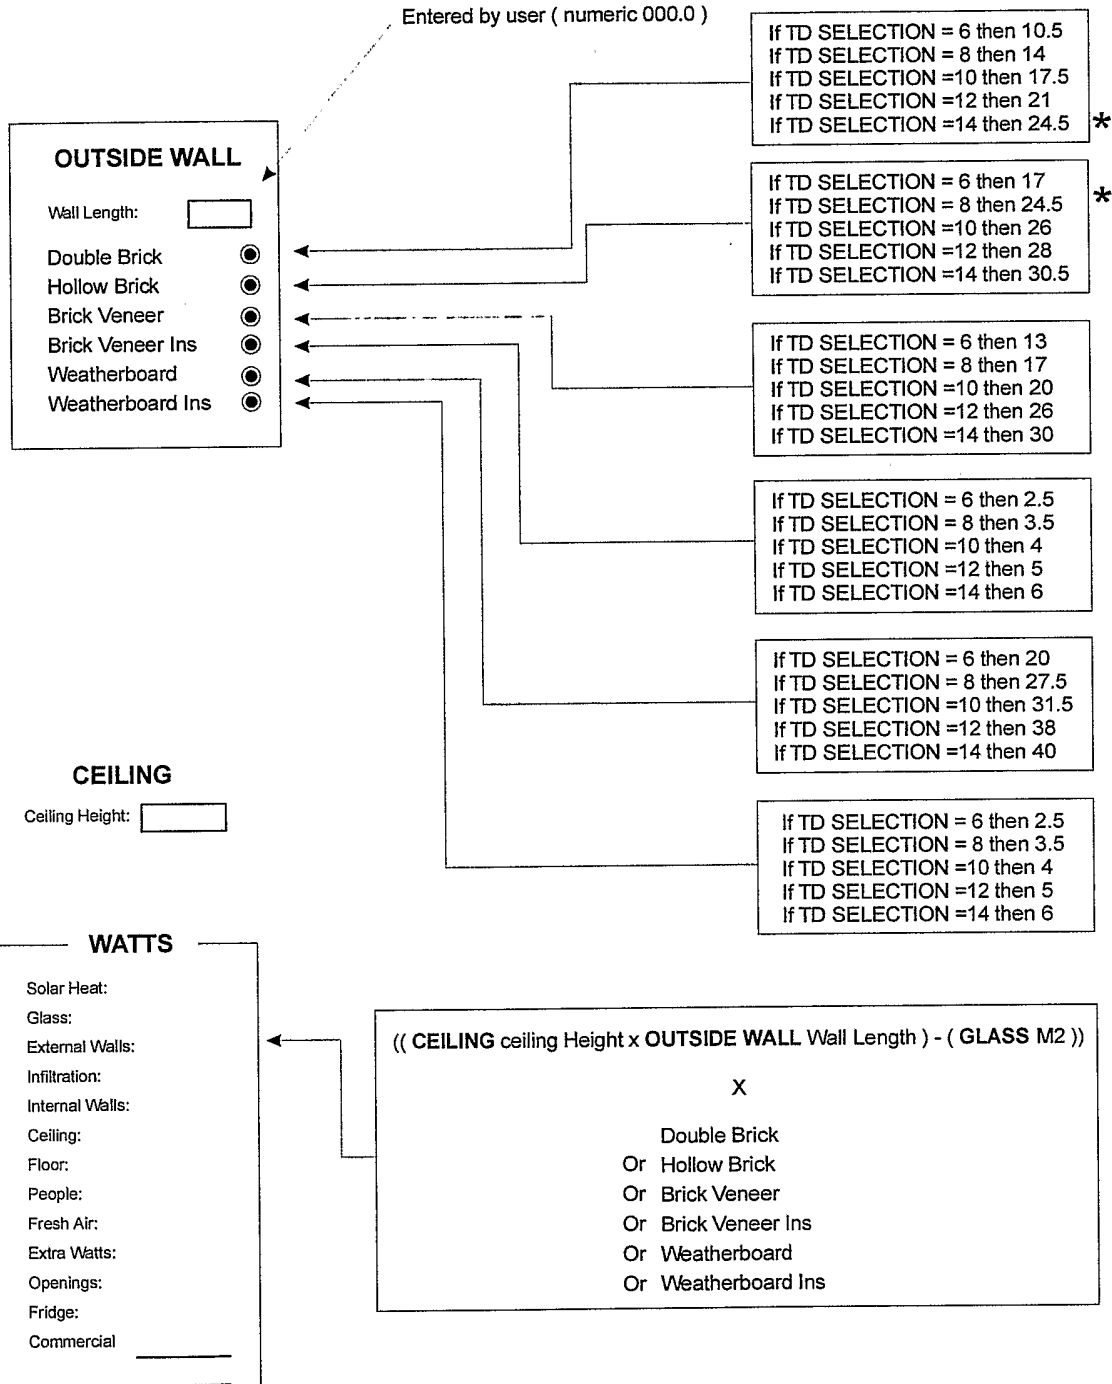 Entered by user ( numeric 000.0 )
If TD SELECTION = 6 then 10.5
If TD SELECTION = 8 then 14
If TD SELECTION =10 then 17.5
If TD SELECTION =12 then 21
If TD SELECTION =14 then 24.5 *
OUTSIDE WALL
Wall Length:
Double Brick
Hollow Brick
Brick Veneer
Brick Veneer Ins
Weatherboard
Weatherboard Ins
If TD SELECTION = 6 then 17
*
If TD SELECTION = 8 then 24.5
If TD SELECTION =10 then 26
If TD SELECTION =12 then 28
If TD SELECTION =14 then 30.5
If TD SELECTION = 6 then 13
If TD SELECTION = 8 then 17
If TD SELECTION =10 then 20
If TD SELECTION =12 then 26
If TD SELECTION =14 then 30
If TD SELECTION = 6 then 2.5
If TD SELECTION = 8 then 3.5
If TD SELECTION =10 then 4
If TD SELECTION =12 then 5
If TD SELECTION =14 then 6
If TD SELECTION = 6 then 20
If TD SELECTION = 8 then 27.5
If TD SELECTION =10 then 31.5
If TD SELECTION =12 then 38
If TD SELECTION =14 then 40
CEILING
Ceiling Height:
If TD SELECTION = 6 then 2.5
If TD SELECTION = 8 then 3.5
If TD SELECTION =10 then 4
If TD SELECTION =12 then 5
If TD SELECTION =14 then 6
WATTS
Solar Heat:
Glass:
External Walls:
Infiltration:
Internal Walls:
Ceiling:
Floor:
People:
Fresh Air:
Extra Watts:
Openings:
Fridge:
Commercial
(( CEILING ceiling Height x OUTSIDE WALL Wall Length ) - ( GLASS M2 ))
X
Double Brick
Or Hollow Brick
Or Brick Veneer
Or Brick Veneer Ins
Or Weatherboard
Or Weatherboard Ins